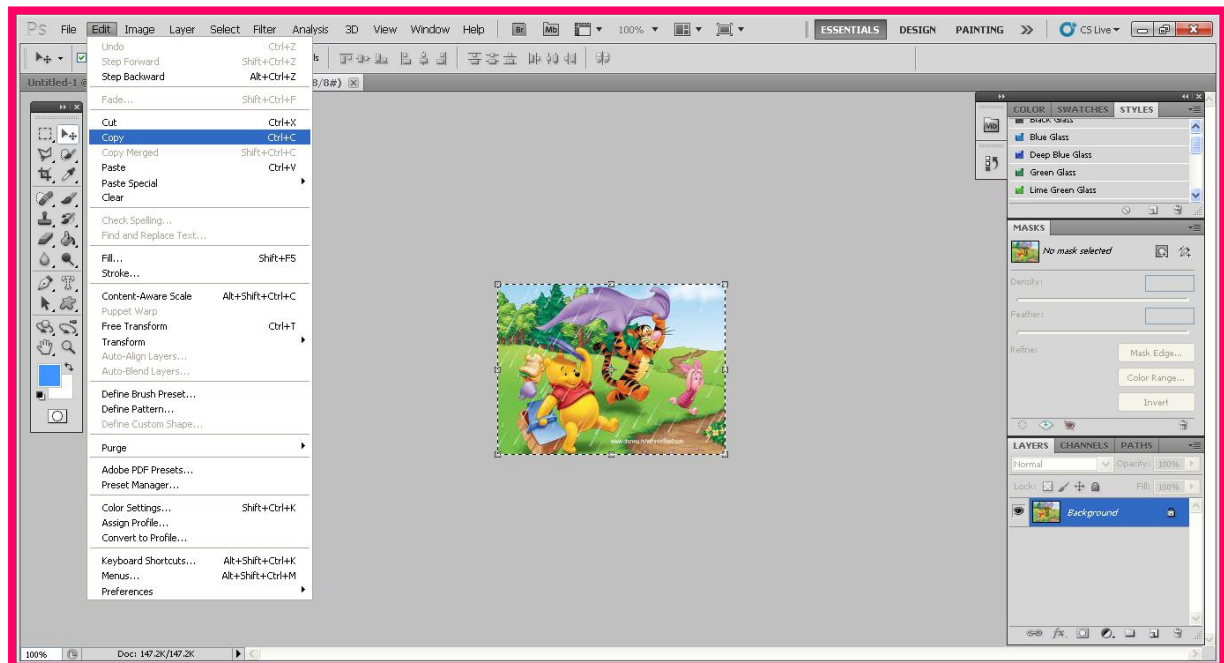 PS File Edit Image Layer Select Filter Analysis 3D View Window Help Br Mb 100% ESSENTIALS DESIGN PAINTING CS Live
Untitled-1 @ 8/8#)
Undo Ctrl+Z
Step Forward Shift+Ctrl+Z
Step Backward Alt+Ctrl+Z
Fade... Shift+Ctrl+F
Cut Ctrl+X
Copy Ctrl+C
Copy Merged Shift+Ctrl+C
Paste Ctrl+V
Paste Special
Clear
Check Spelling...
Find and Replace Text...
Fill... Shift+F5
Stroke...
Content-Aware Scale Alt+Shift+Ctrl+C
Puppet Warp
Free Transform Ctrl+T
Transform
Auto-Align Layers...
Auto-Blend Layers...
Define Brush Preset...
Define Pattern...
Define Custom Shape...
Purge
Adobe PDF Presets...
Preset Manager...
Color Settings... Shift+Ctrl+K
Assign Profile...
Convert to Profile...
Keyboard Shortcuts... Alt+Shift+Ctrl+K
Menus... Alt+Shift+Ctrl+M
Preferences
COLOR SWATCHES STYLES
Mb
Black Glass
Blue Glass
Deep Blue Glass
Green Glass
Lime Green Glass
MASKS
No mask selected
Density:
Feather:
Refine: Mask Edge...
Color Range...
Invert
LAYERS CHANNELS PATHS
Normal Opacity: 100%
Lock: Fill: 100%
Background
100% Doc: 147.2K/147.2K